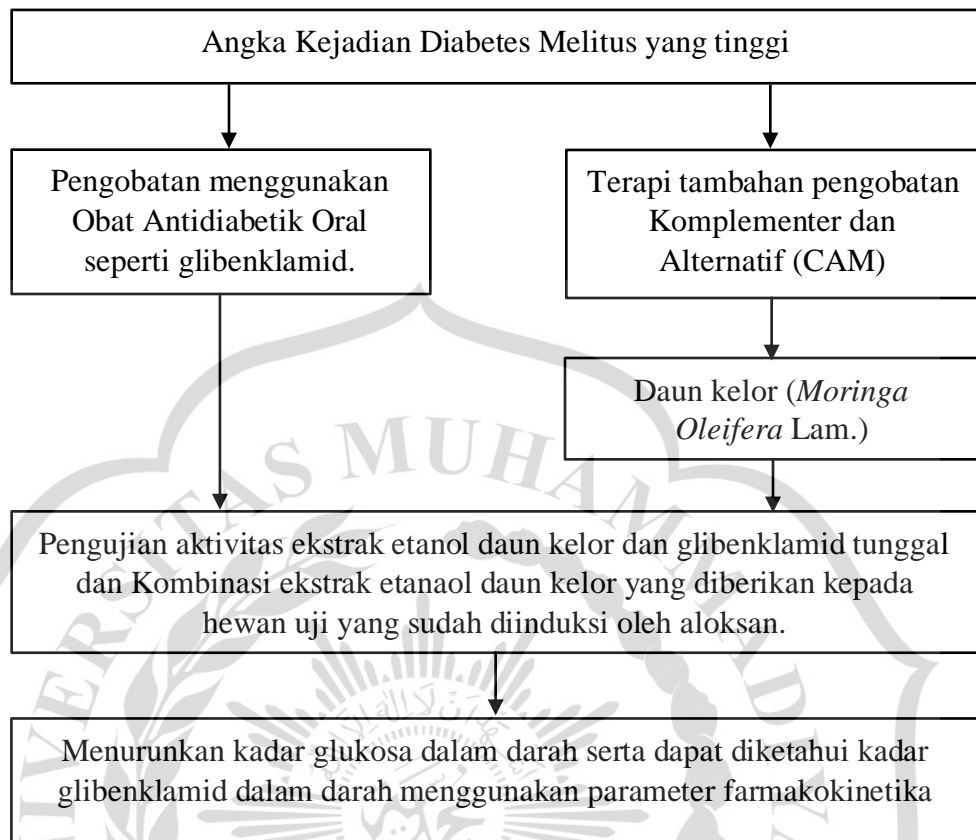 Angka Kejadian Diabetes Melitus yang tinggi
Pengobatan menggunakan
Obat Antidiabetik Oral
seperti glibenklamid.
Terapi tambahan pengobatan
Komplementer dan
Alternatif (CAM)
Daun kelor (Moringa
Oleifera Lam.)
UNIVERSITAS MUHAMMADIYA
Pengujian aktivitas ekstrak etanol daun kelor dan glibenklamid tunggal
dan Kombinasi ekstrak etanaol daun kelor yang diberikan kepada
hewan uji yang sudah diinduksi oleh aloksan.
Menurunkan kadar glukosa dalam darah serta dapat diketahui kadar
glibenklamid dalam darah menggunakan parameter farmakokinetika